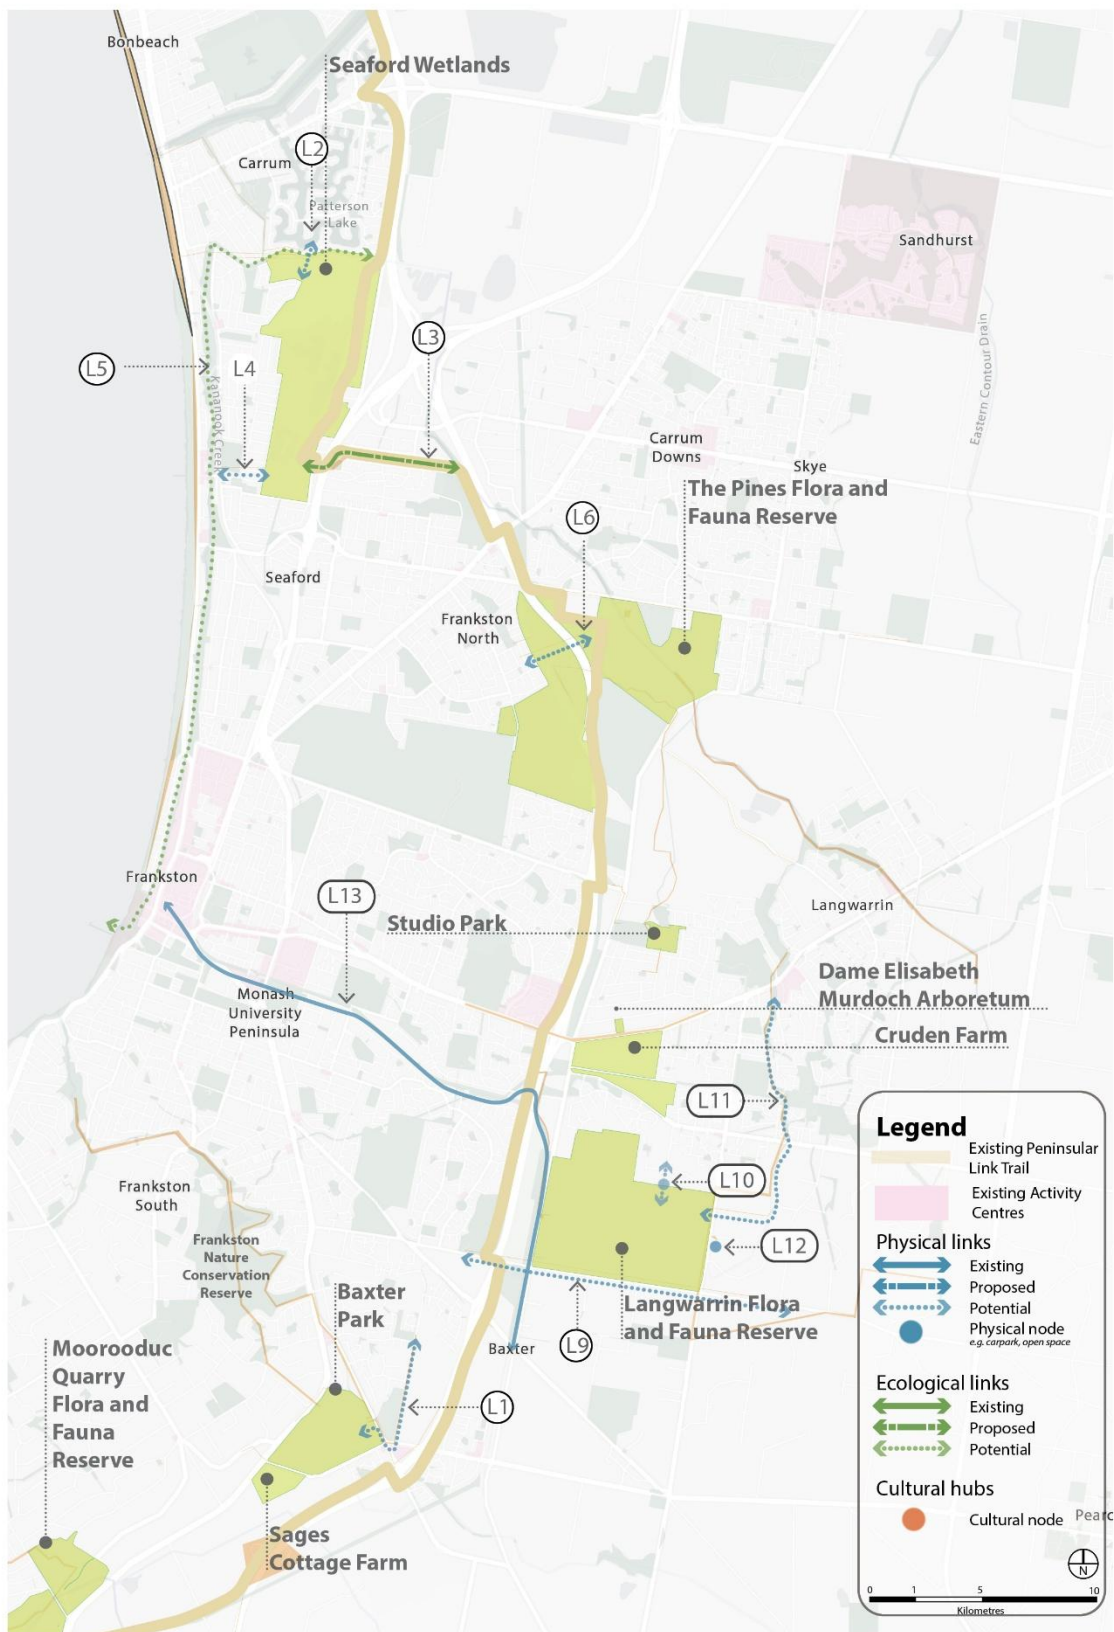 Bonbeach
Seaford Wetlands
L2
Carrum
Patterson
Lake
Sandhurst
Eastern Contour Drain
L3
L5
L4
Kananook Creek
Carrum
Downs
Skye
The Pines Flora and
Fauna Reserve
L6
Seaford
Frankston
North
Frankston
L13
Langwarrin
Studio Park
Dame Elisabeth
Murdoch Arboretum
Monash
University
Peninsula
Cruden Farm
L11
L10
Frankston
South
L12
Frankston
Nature
Conservation
Reserve
Baxter
Park
Langwarrin Flora
and Fauna Reserve
L9
Baxter
Moorooduc
Quarry
Flora and
Fauna
Reserve
L1
Sages
Cottage Farm
Pearc
Legend
Existing Peninsular
Link Trail
Existing Activity
Centres
Physical links
Existing
Proposed
Potential
Physical node
e.g. carpark, open space
Ecological links
Existing
Proposed
Potential
Cultural hubs
Cultural node
N
0 1 5 10
Kilometres